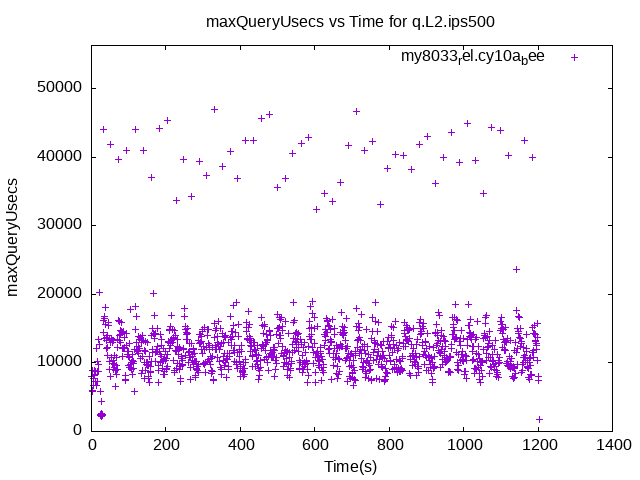 maxQueryUsecs vs Time for q.L2.ips500
my8033rel.cy10abee
50000
40000
30000
20000
10000
0
maxQueryUsecs
0 200 400 600 800 1000 1200 1400
Time(s)